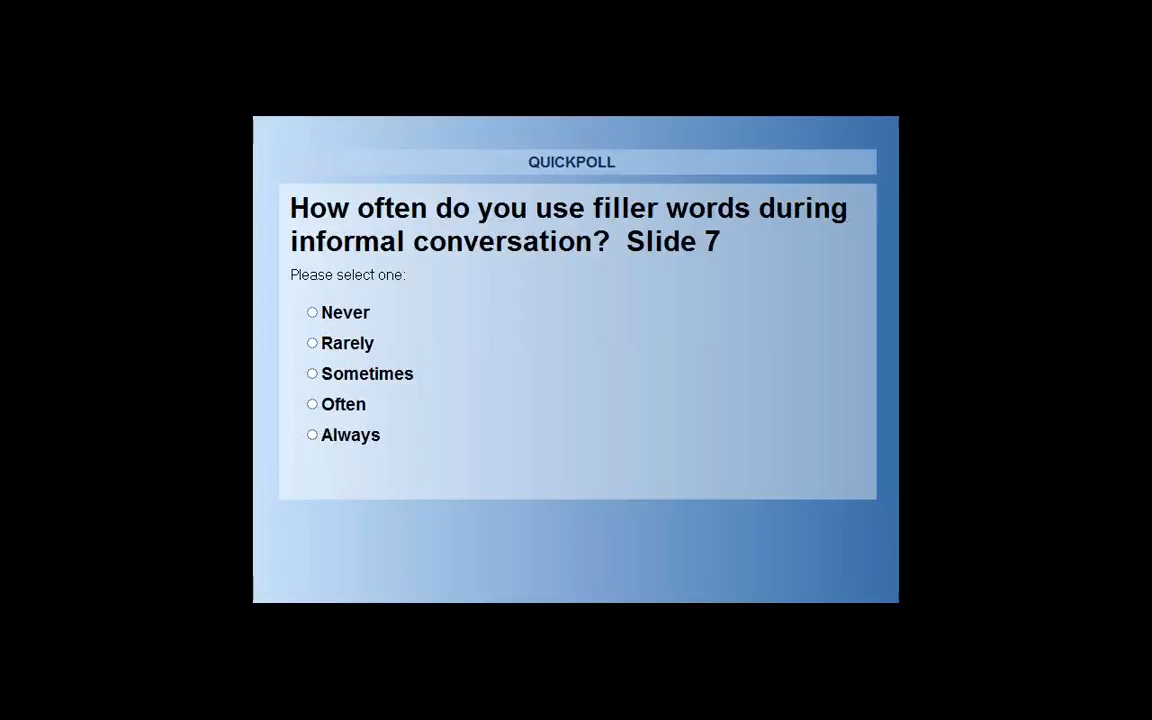 QUICKPOLL
How often do you use filler words during
informal conversation?  Slide 7
Please select one:
Never
Rarely
Sometimes
Often
Always